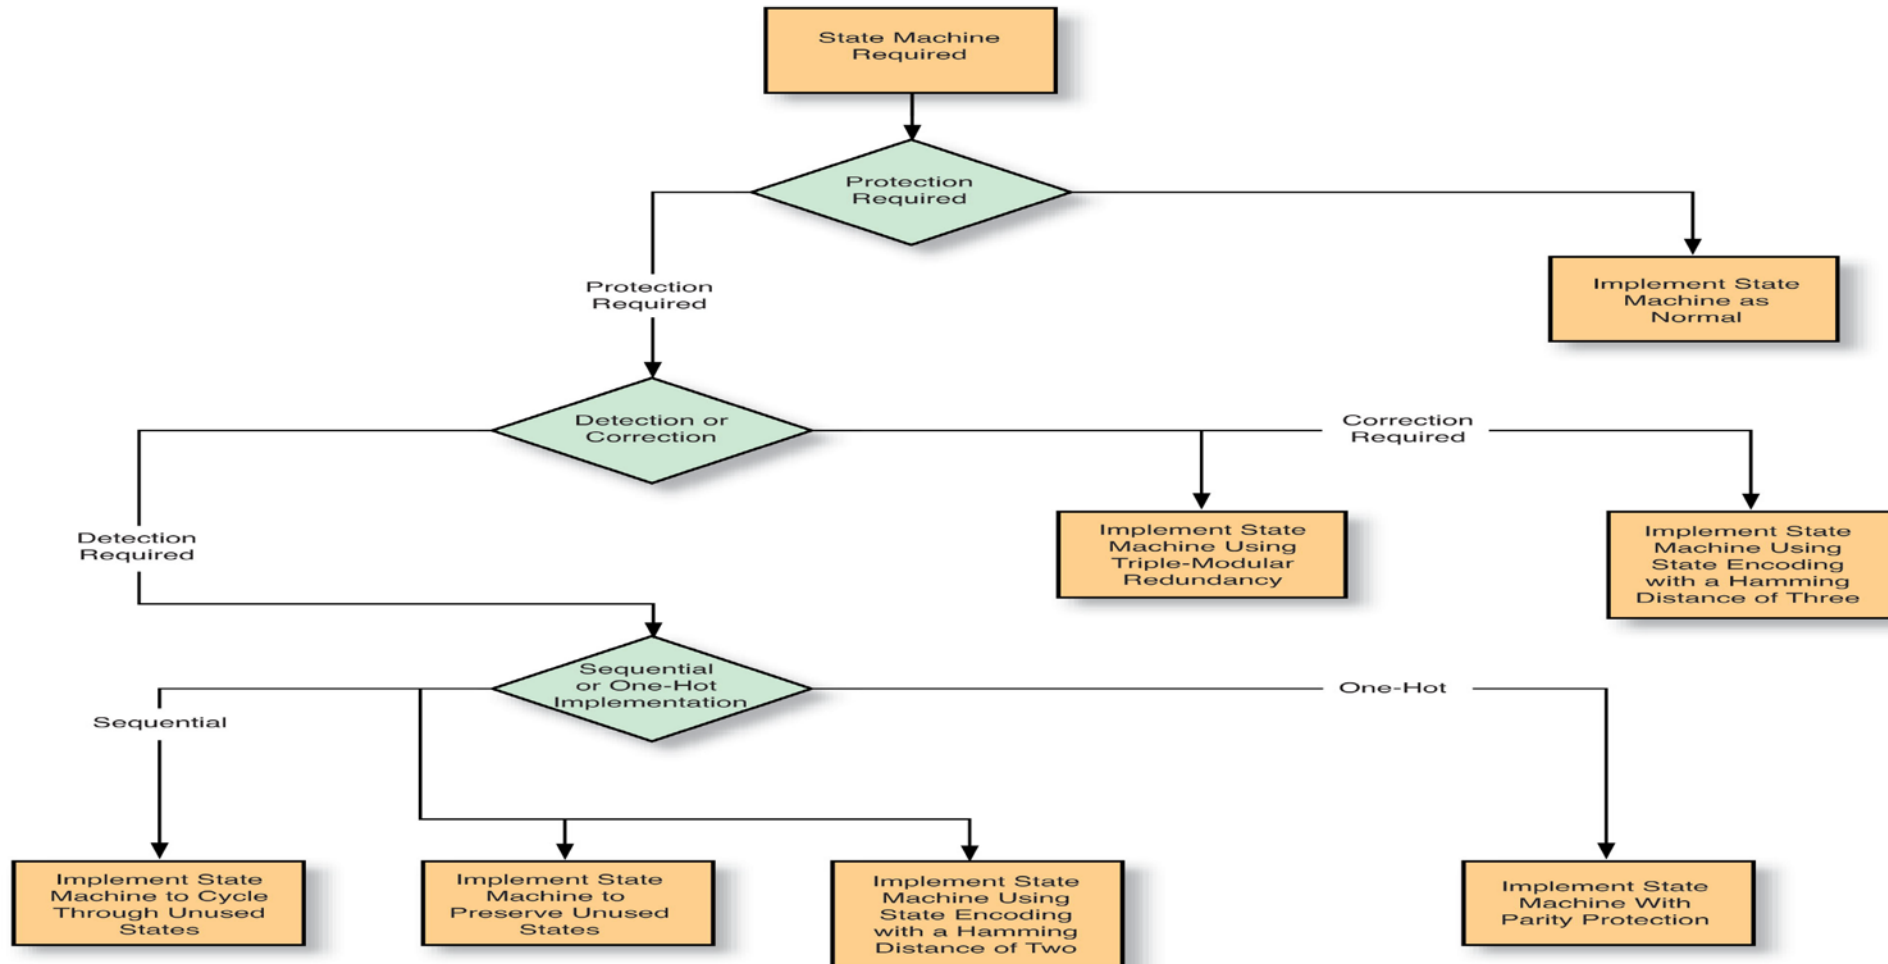 State Machine
Required
Protection
Required
Protection
Required
Implement State
Machine as
Normal
Detection or
Correction
Correction
Required
Detection
Required
Implement State
Machine Using
Triple-Modular
Redundancy
Implement State
Machine Using
State Encoding
with a Hamming
Distance of Three
Sequential
or One-Hot
Implementation
One-Hot
Sequential
Implement State
Machine to Cycle
Through Unused
States
Implement State
Machine to
Preserve Unused
States
Implement State
Machine Using
State Encoding
with a Hamming
Distance of Two
Implement State
Machine With
Parity Protection